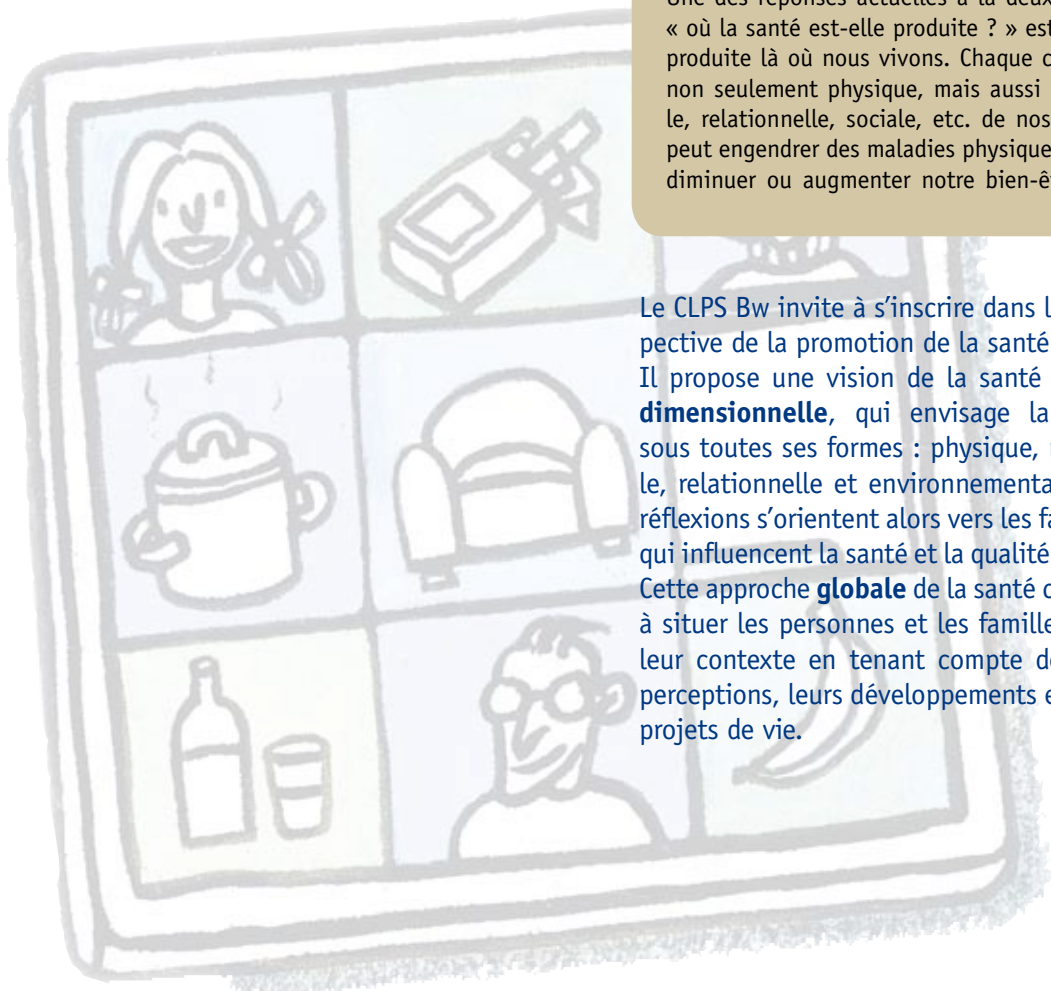 « où la santé est-elle produite ? » est
produite là où nous vivons. Chaque c
non seulement physique, mais aussi
le, relationnelle, sociale, etc. de nos
peut engendrer des maladies physique
diminuer ou augmenter notre bien-ê
Le CLPS Bw invite à s’inscrire dans l
pective de la promotion de la santé
Il propose une vision de la santé
dimensionnelle, qui envisage la
sous toutes ses formes : physique,
le, relationnelle et environnementa
réflexions s’orientent alors vers les fa
qui influencent la santé et la qualité
Cette approche globale de la santé c
à situer les personnes et les famille
leur contexte en tenant compte de
perceptions, leurs développements e
projets de vie.